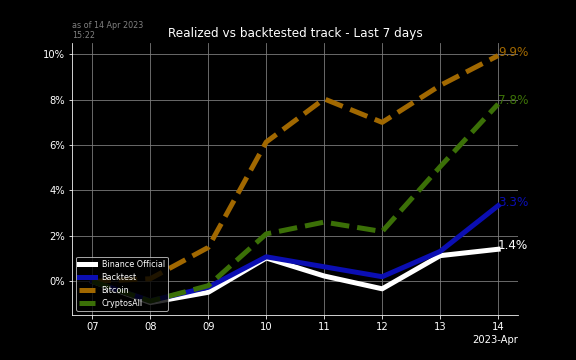 as of 14 Apr 2023
15:22
Realized vs backtested track - Last 7 days
10%
8%
6%
4%
2%
0%
9.9%
7.8%
3.3%
1.4%
Binance Official
Backtest
Bitcoin
CryptosAll
07 08 09 10 11 12 13 14
2023-Apr